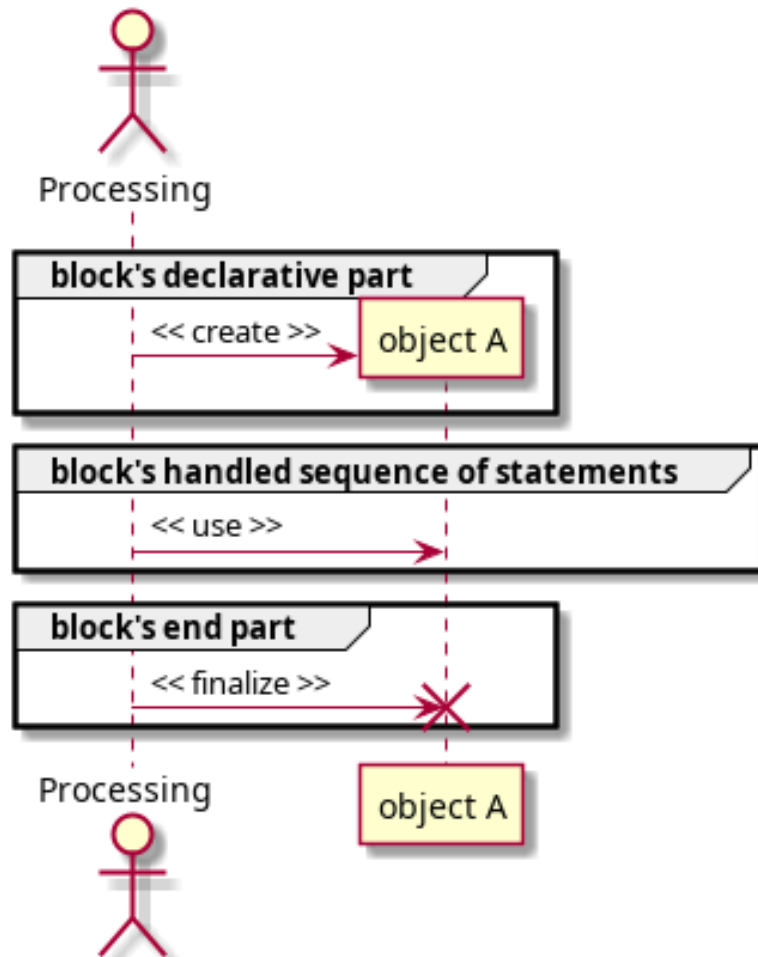 Processing
block's declarative part
<< create >>
object A
block's handled sequence of statements
<< use >>
block's end part
<< finalize >>
Processing
object A